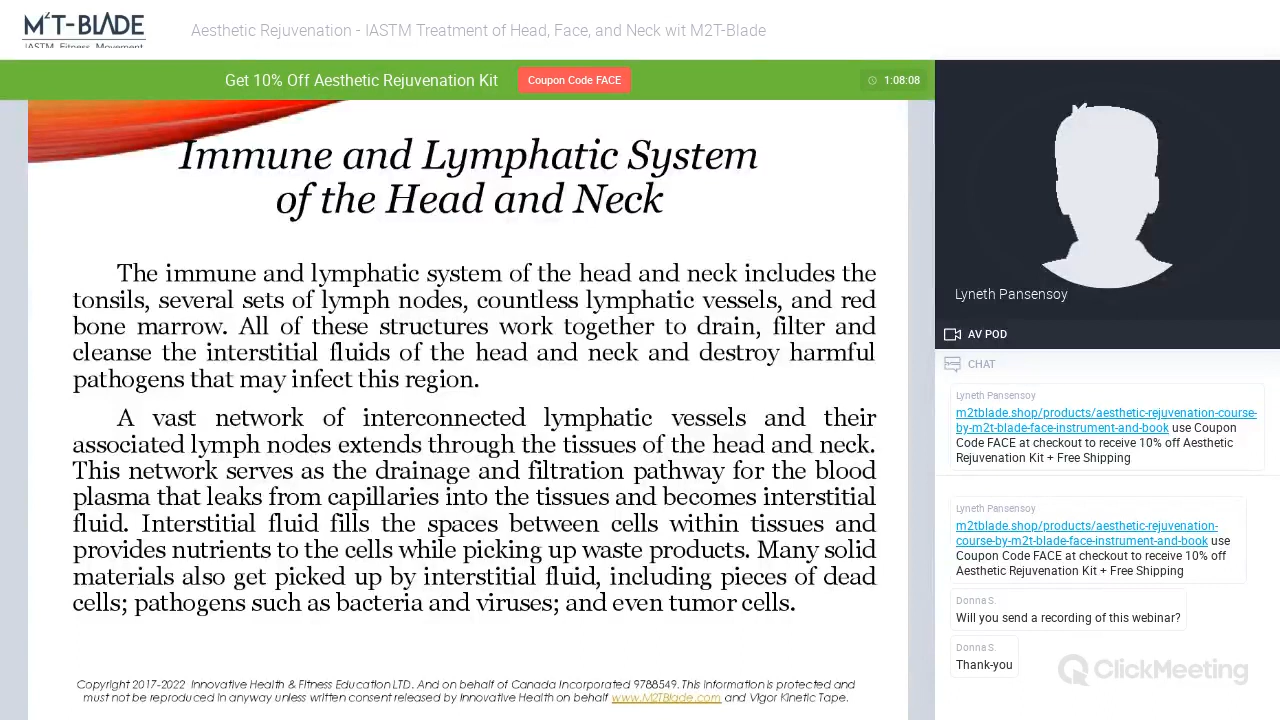 M²T-BLADE
IASTM Fitness Movement
Aesthetic Rejuvenation - IASTM Treatment of Head, Face, and Neck wit M2T-Blade
Get 10% Off Aesthetic Rejuvenation Kit
Coupon Code FACE
1:08:08
Immune and Lymphatic System
of the Head and Neck
The immune and lymphatic system of the head and neck includes the
tonsils, several sets of lymph nodes, countless lymphatic vessels, and red
bone marrow. All of these structures work together to drain, filter and
cleanse the interstitial fluids of the head and neck and destroy harmful
pathogens that may infect this region.
A vast network of interconnected lymphatic vessels and their
associated lymph nodes extends through the tissues of the head and neck.
This network serves as the drainage and filtration pathway for the blood
plasma that leaks from capillaries into the tissues and becomes interstitial
fluid. Interstitial fluid fills the spaces between cells within tissues and
provides nutrients to the cells while picking up waste products. Many solid
materials also get picked up by interstitial fluid, including pieces of dead
cells; pathogens such as bacteria and viruses; and even tumor cells.
Copyright 2017-2022 Innovative Health & Fitness Education LTD. And on behalf of Canada Incorporated 9788549. This information is protected and
must not be reproduced in anyway unless written consent released by Innovative Health on behalf www.M2TBlade.com and Vigor Kinetic Tape.
Lyneth Pansensoy
AV POD
CHAT
Lyneth Pansensoy
m2tblade.shop/products/aesthetic-rejuvenation-course-
by-m2t-blade-face-instrument-and-book use Coupon
Code FACE at checkout to receive 10% off Aesthetic
Rejuvenation Kit + Free Shipping
Lyneth Pansensoy
m2tblade.shop/products/aesthetic-rejuvenation-
course-by-m2t-blade-face-instrument-and-book use
Coupon Code FACE at checkout to receive 10% off
Aesthetic Rejuvenation Kit + Free Shipping
Donna S.
Will you send a recording of this webinar?
Donna S.
Thank-you
ClickMeeting